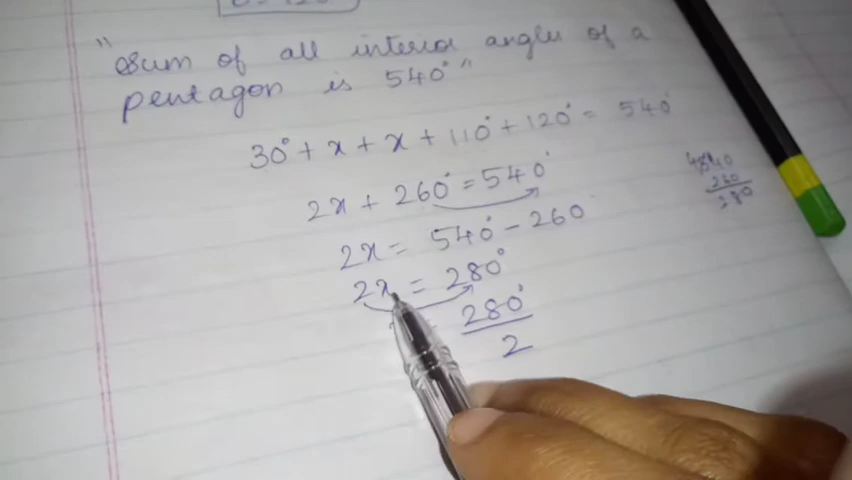 "Sum of all interior angles of a
pentagon is 540°"
30° + x + x + 110° + 120° = 540°
2x + 260° = 540°
2x = 540° - 260
2x = 280°
280°
2
260
280